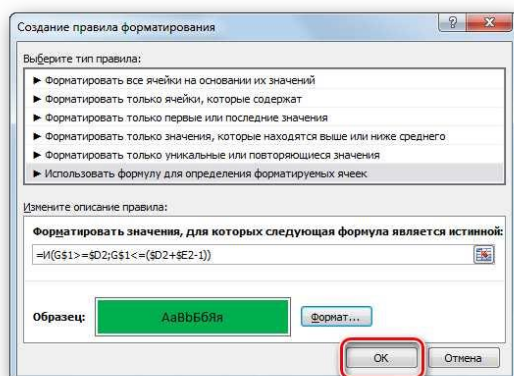 Создание правила форматирования
Выберите тип правила:
► Форматировать все ячейки на основании их значений
► Форматировать только ячейки, которые содержат
► Форматировать только первые или последние значения
► Форматировать только значения, которые находятся выше или ниже среднего
► Форматировать только уникальные или повторяющиеся значения
► Использовать формулу для определения форматируемых ячеек
Измените описание правила:
Форматировать значения, для которых следующая формула является истинной:
=И(G$1>=$D2;G$1<=($D2+$E2-1))
Образец:
АаВbБбЯя
Формат...
ОК
Отмена